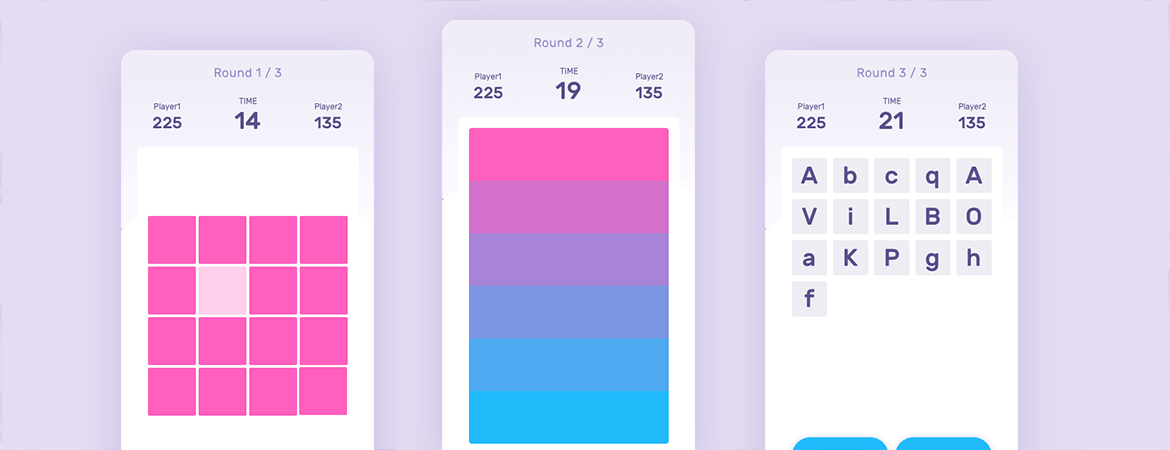 Round 1 / 3
Player1 TIME Player2
225 14 135
Round 2 / 3
Player1 TIME Player2
225 19 135
Round 3 / 3
Player1 TIME Player2
225 21 135
A b c q A
V i L B O
a K P g h
f